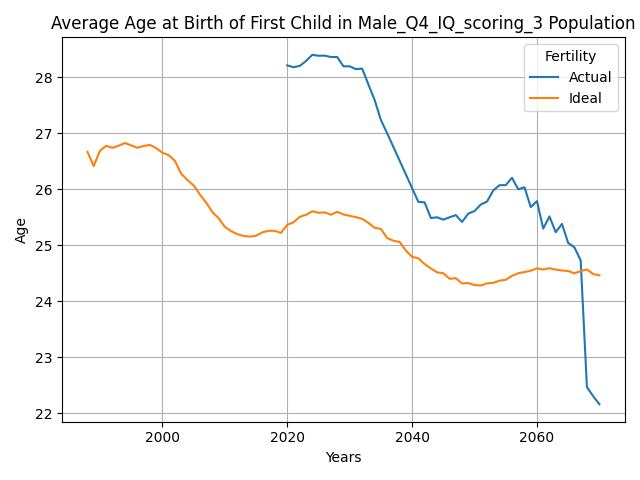 Average Age at Birth of First Child in Male_Q4_IQ_scoring_3 Population
Fertility
Actual
Ideal
28
27
26
25
24
23
22
Age
2000
2020
2040
2060
Years